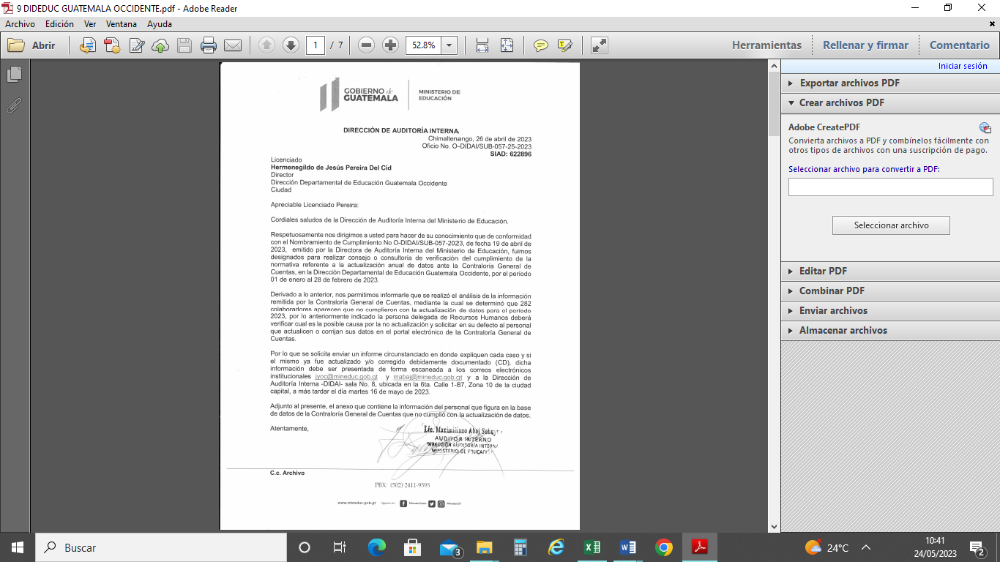 9 DIDEDUC GUATEMALA OCCIDENTE.pdf - Adobe Reader
Archivo Edición Ver Ventana Ayuda
Abrir
1 / 7
52.8%
Herramientas Rellenar y firmar Comentario
Iniciar sesión
Exportar archivos PDF
Crear archivos PDF
Adobe CreatePDF
Convierta archivos a PDF y combínelos fácilmente con
otros tipos de archivos con una suscripción de pago.
Seleccionar archivo para convertir a PDF:
Seleccionar archivo
Editar PDF
Combinar PDF
Enviar archivos
Almacenar archivos
GOBIERNO de
GUATEMALA
MINISTERIO DE
EDUCACIÓN
DIRECCIÓN DE AUDITORÍA INTERNA
Chimaltenango, 26 de abril de 2023
Oficio No. O-DIDAI/SUB-057-25-2023
SIAD: 622896
Licenciado
Hermenegildo de Jesús Pereira Del Cid
Director
Dirección Departamental de Educación Guatemala Occidente
Ciudad
Apreciable Licenciado Pereira:
Cordiales saludos de la Dirección de Auditoría Interna del Ministerio de Educación.
Respetuosamente nos dirigimos a usted para hacer de su conocimiento que de conformidad
con el Nombramiento de Cumplimiento No O-DIDAI/SUB-057-2023, de fecha 19 de abril de
2023, emitido por la Directora de Auditoría Interna del Ministerio de Educación, fuimos
designados para realizar consejo o consultoría de verificación del cumplimiento de la
normativa referente a la actualización anual de datos ante la Contraloría General de
Cuentas, en la Dirección Departamental de Educación Guatemala Occidente, por el período
01 de enero al 28 de febrero de 2023.
Derivado a lo anterior, nos permitimos informarle que se realizó el análisis de la información
remitida por la Contraloría General de Cuentas, mediante la cual se determinó que 282
colaboradores aparecen que no cumplieron con la actualización de datos para el período
2023, por lo anteriormente indicado la persona delegada de Recursos Humanos deberá
verificar cual es la posible causa por la no actualización y solicitar en su defecto al personal
que actualicen o corrijan sus datos en el portal electrónico de la Contraloría General de
Cuentas.
Por lo que se solicita enviar un informe circunstanciado en donde expliquen cada caso y si
el mismo ya fue actualizado y/o corregido debidamente documentado (CD), dicha
información debe ser presentada de forma escaneada a los correos electrónicos
institucionales jyoc@mineduc.gob.gt y mabaj@mineduc.gob.gt y a la Dirección de
Auditoría Interna -DIDAI- sala No. 8, ubicada en la 6ta. Calle 1-87, Zona 10 de la ciudad
capital, a más tardar el día martes 16 de mayo de 2023.
Adjunto al presente, el anexo que contiene la información del personal que figura en la base
de datos de la Contraloría General de Cuentas que no cumplió con la actualización de datos.
Atentamente,
Lic. Maximiliano Abaj
AUDITOR INTERNO
DIRECCIÓN AUDITORÍA INTERNA
MINISTERIO DE EDUCACIÓN
C.c. Archivo
PBX: (502) 2411-9595
www.mineduc.gob.gt
Buscar
3
24°C
10:41
24/05/2023
2